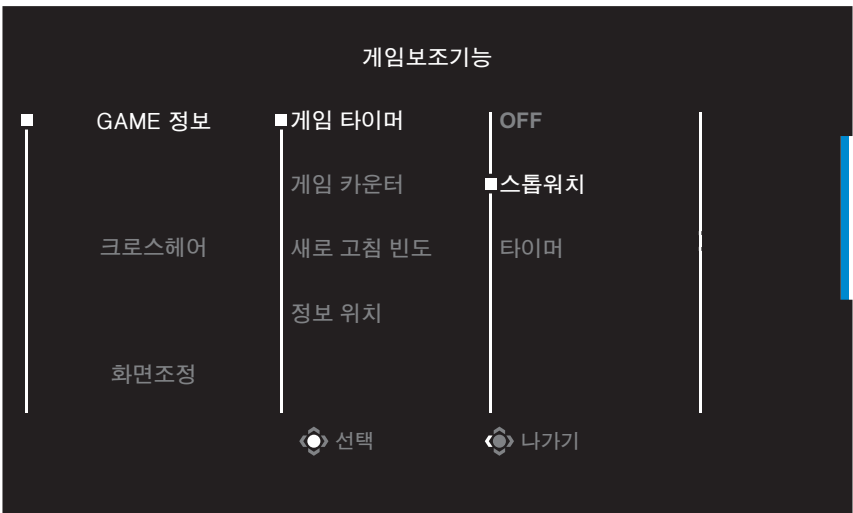 게임보조기능
GAME 정보 게임 타이머 OFF
게임 카운터 스톱워치
크로스헤어 새로 고침 빈도 타이머
정보 위치
화면조정
선택 나가기